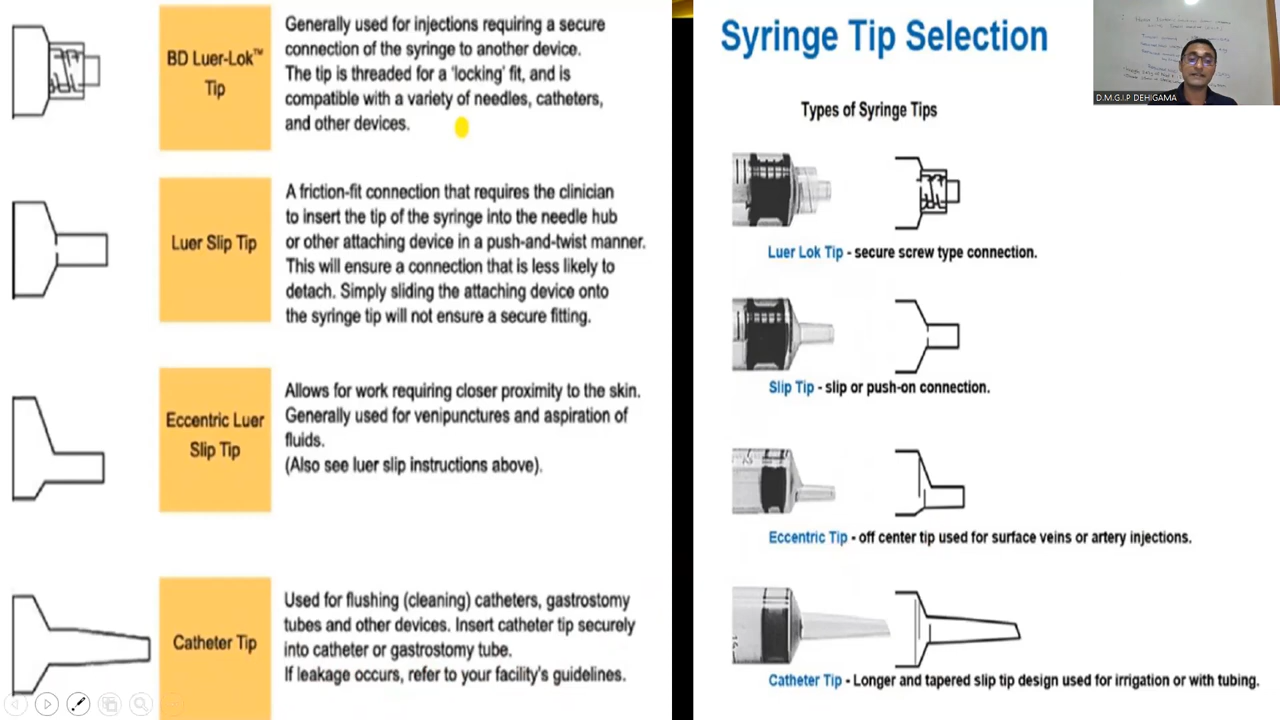 BD Luer-Lok™
Tip
Generally used for injections requiring a secure
connection of the syringe to another device.
The tip is threaded for a 'locking' fit, and is
compatible with a variety of needles, catheters,
and other devices.
Luer Slip Tip
A friction-fit connection that requires the clinician
to insert the tip of the syringe into the needle hub
or other attaching device in a push-and-twist manner.
This will ensure a connection that is less likely to
detach. Simply sliding the attaching device onto
the syringe tip will not ensure a secure fitting.
Eccentric Luer
Slip Tip
Allows for work requiring closer proximity to the skin.
Generally used for venipunctures and aspiration of
fluids.
(Also see luer slip instructions above).
Catheter Tip
Used for flushing (cleaning) catheters, gastrostomy
tubes and other devices. Insert catheter tip securely
into catheter or gastrostomy tube.
If leakage occurs, refer to your facility's guidelines.
Syringe Tip Selection
Types of Syringe Tips
Luer Lok Tip - secure screw type connection.
Slip Tip - slip or push-on connection.
Eccentric Tip - off center tip used for surface veins or artery injections.
Catheter Tip - Longer and tapered slip tip design used for irrigation or with tubing.
D.M.G.I.P DEHIGAMA